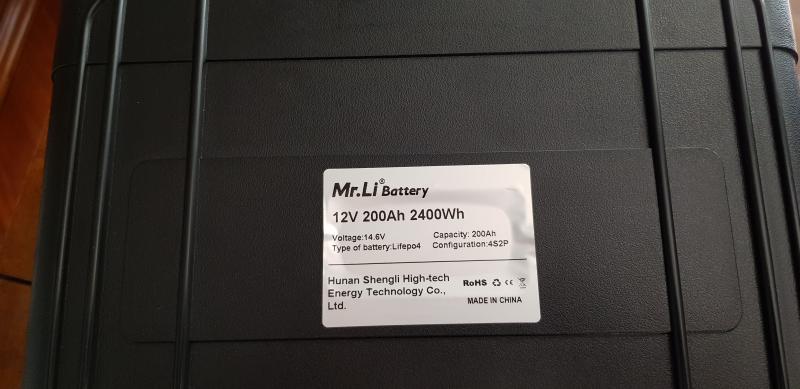 Mr.Li® Battery
12V 200Ah 2400Wh
Voltage:14.6V Capacity: 200Ah
Type of battery:Lifepo4 Configuration:4S2P
Hunan Shengli High-tech
Energy Technology Co.,
Ltd.
RoHS CE
MADE IN CHINA